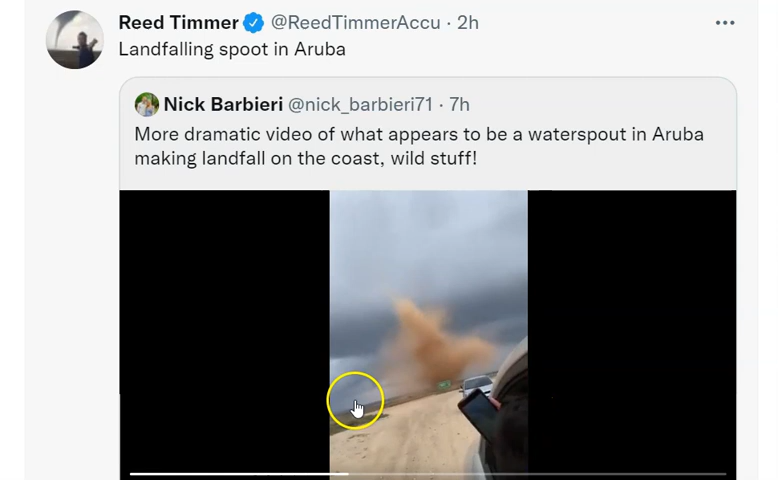 Reed Timmer @ReedTimmerAccu · 2h
Landfalling spoot in Aruba
Nick Barbieri @nick_barbieri71 · 7h
More dramatic video of what appears to be a waterspout in Aruba
making landfall on the coast, wild stuff!